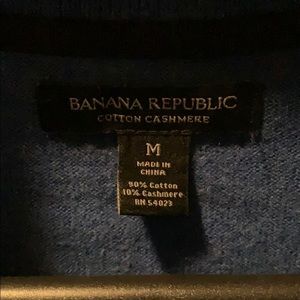 BANANA REPUBLIC
COTTON CASHMERE
M
MADE IN
CHINA
90% Cotton
10% Cashmere
RN 54023